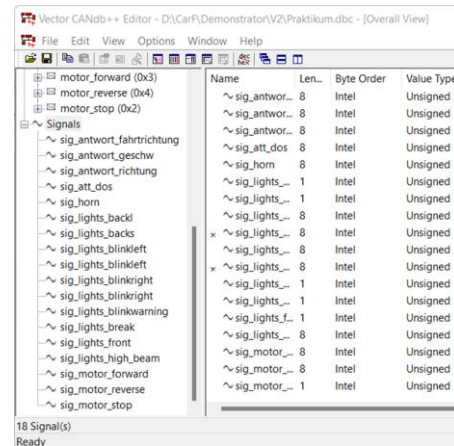 Vector CANdb++ Editor - D:\CarF\Demonstrator\V2\Praktikum.dbc - [Overall View]
File Edit View Options Window Help
motor_forward (0x3)
motor_reverse (0x4)
motor_stop (0x2)
Signals
sig_antwort_fahrtrichtung
sig_antwort_geschw
sig_antwort_richtung
sig_att_dos
sig_horn
sig_lights_backl
sig_lights_backs
sig_lights_blinkleft
sig_lights_blinkleft
sig_lights_blinkright
sig_lights_blinkright
sig_lights_blinkwarning
sig_lights_break
sig_lights_front
sig_lights_high_beam
sig_motor_forward
sig_motor_reverse
sig_motor_stop
Name Len... Byte Order Value Type
sig_antwor... 8 Intel Unsigned
sig_antwor... 8 Intel Unsigned
sig_antwor... 8 Intel Unsigned
sig_att_dos 8 Intel Unsigned
sig_horn 8 Intel Unsigned
sig_lights_... 1 Intel Unsigned
sig_lights_... 1 Intel Unsigned
sig_lights_... 8 Intel Unsigned
sig_lights_... 8 Intel Unsigned
sig_lights_... 8 Intel Unsigned
sig_lights_... 8 Intel Unsigned
sig_lights_... 1 Intel Unsigned
sig_lights_... 1 Intel Unsigned
sig_lights_f... 1 Intel Unsigned
sig_lights_... 8 Intel Unsigned
sig_motor_... 8 Intel Unsigned
sig_motor_... 8 Intel Unsigned
sig_motor_... 1 Intel Unsigned
18 Signal(s)
Ready